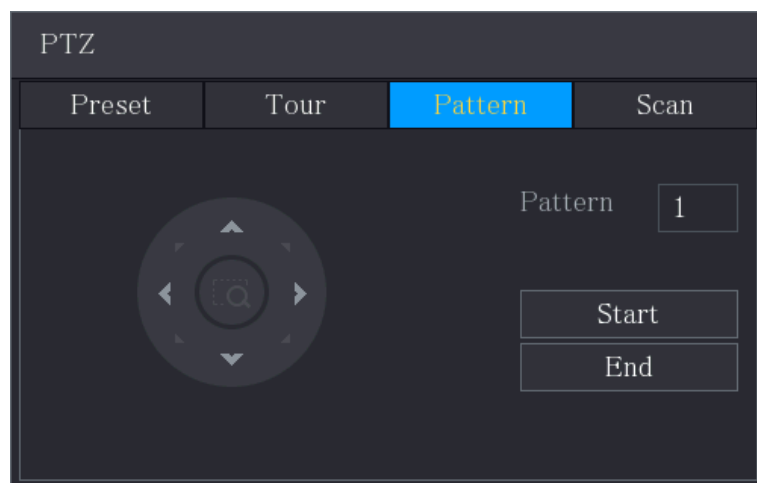 PTZ
Preset Tour Pattern Scan
Pattern 1
Start
End